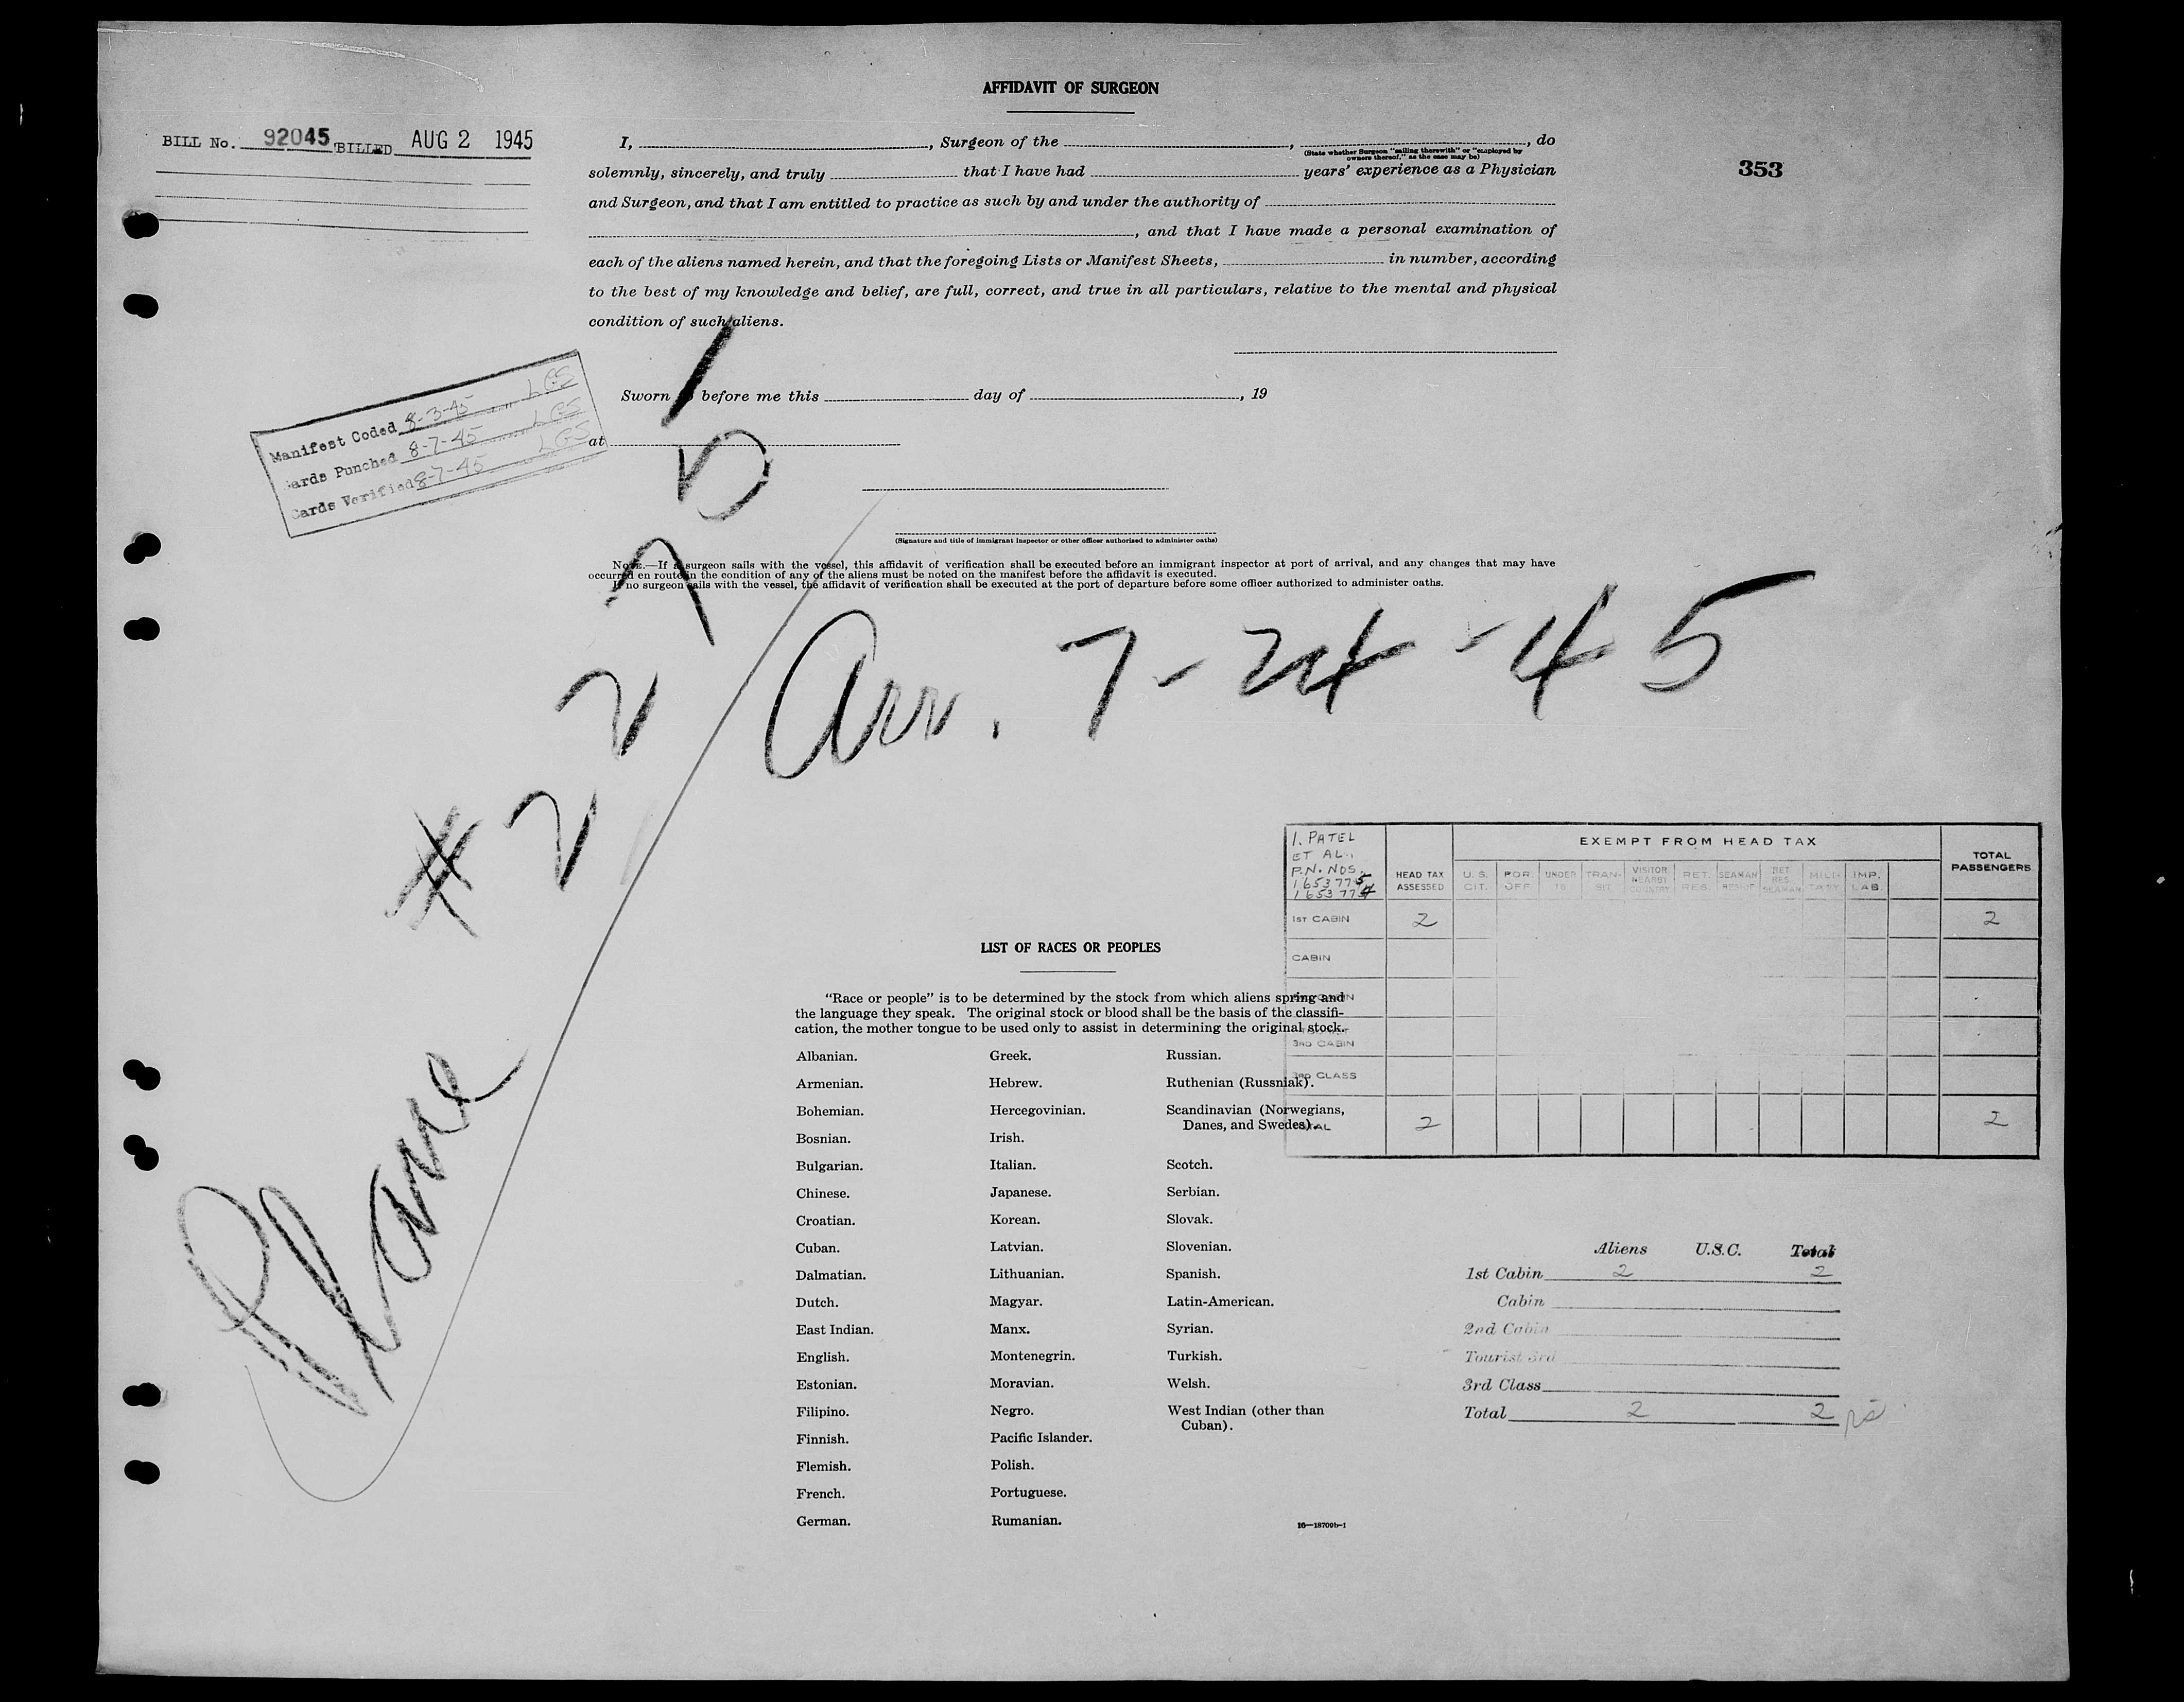 AFFIDAVIT OF SURGEON
BILL No. 92045 BILLED AUG 2 1945
353
I, , Surgeon of the , , do
(State whether Surgeon "sailing therewith" or "employed by
owners thereof," as the case may be)
solemnly, sincerely, and truly that I have had years' experience as a Physician
and Surgeon, and that I am entitled to practice as such by and under the authority of
, and that I have made a personal examination of
each of the aliens named herein, and that the foregoing Lists or Manifest Sheets, in number, according
to the best of my knowledge and belief, are full, correct, and true in all particulars, relative to the mental and physical
condition of such aliens.
Sworn before me this day of , 19
at
Manifest Coded 8-3-45 LGS
Cards Punched 8-7-45 LGS
Cards Verified 8-7-45 LGS
(Signature and title of immigrant inspector or other officer authorized to administer oaths)
NOTE.—If a surgeon sails with the vessel, this affidavit of verification shall be executed before an immigrant inspector at port of arrival, and any changes that may have
occurred en route in the condition of any of the aliens must be noted on the manifest before the affidavit is executed.
If no surgeon sails with the vessel, the affidavit of verification shall be executed at the port of departure before some officer authorized to administer oaths.
Plane
# 22751
Arr. 7-24-45
1. PATEL
ET AL.,
P.N. NOS.
1653775
1653774
HEAD TAX
ASSESSED
EXEMPT FROM HEAD TAX
TOTAL
PASSENGERS
U.S.
CIT.
FOR.
OFF.
UNDER
16
TRAN-
SIT
VISITOR
NEARBY
COUNTRY
RET.
RES.
SEAMAN
RESHIP
RET.
RES.
SEAMAN
MILI-
TARY
IMP.
LAB.
1ST CABIN 2 2
CABIN
3RD CABIN
3RD CLASS
TOTAL 2 2
LIST OF RACES OR PEOPLES
"Race or people" is to be determined by the stock from which aliens spring and
the language they speak. The original stock or blood shall be the basis of the classifi-
cation, the mother tongue to be used only to assist in determining the original stock.
Albanian.
Armenian.
Bohemian.
Bosnian.
Bulgarian.
Chinese.
Croatian.
Cuban.
Dalmatian.
Dutch.
East Indian.
English.
Estonian.
Filipino.
Finnish.
Flemish.
French.
German.
Greek.
Hebrew.
Hercegovinian.
Irish.
Italian.
Japanese.
Korean.
Latvian.
Lithuanian.
Magyar.
Manx.
Montenegrin.
Moravian.
Negro.
Pacific Islander.
Polish.
Portuguese.
Rumanian.
Russian.
Ruthenian (Russniak).
Scandinavian (Norwegians,
Danes, and Swedes).
Scotch.
Serbian.
Slovak.
Slovenian.
Spanish.
Latin-American.
Syrian.
Turkish.
Welsh.
West Indian (other than
Cuban).
16—18709b-1
Aliens U.S.C. Total
1st Cabin 2 2
Cabin
2nd Cabin
Tourist 3rd
3rd Class
Total 2 2